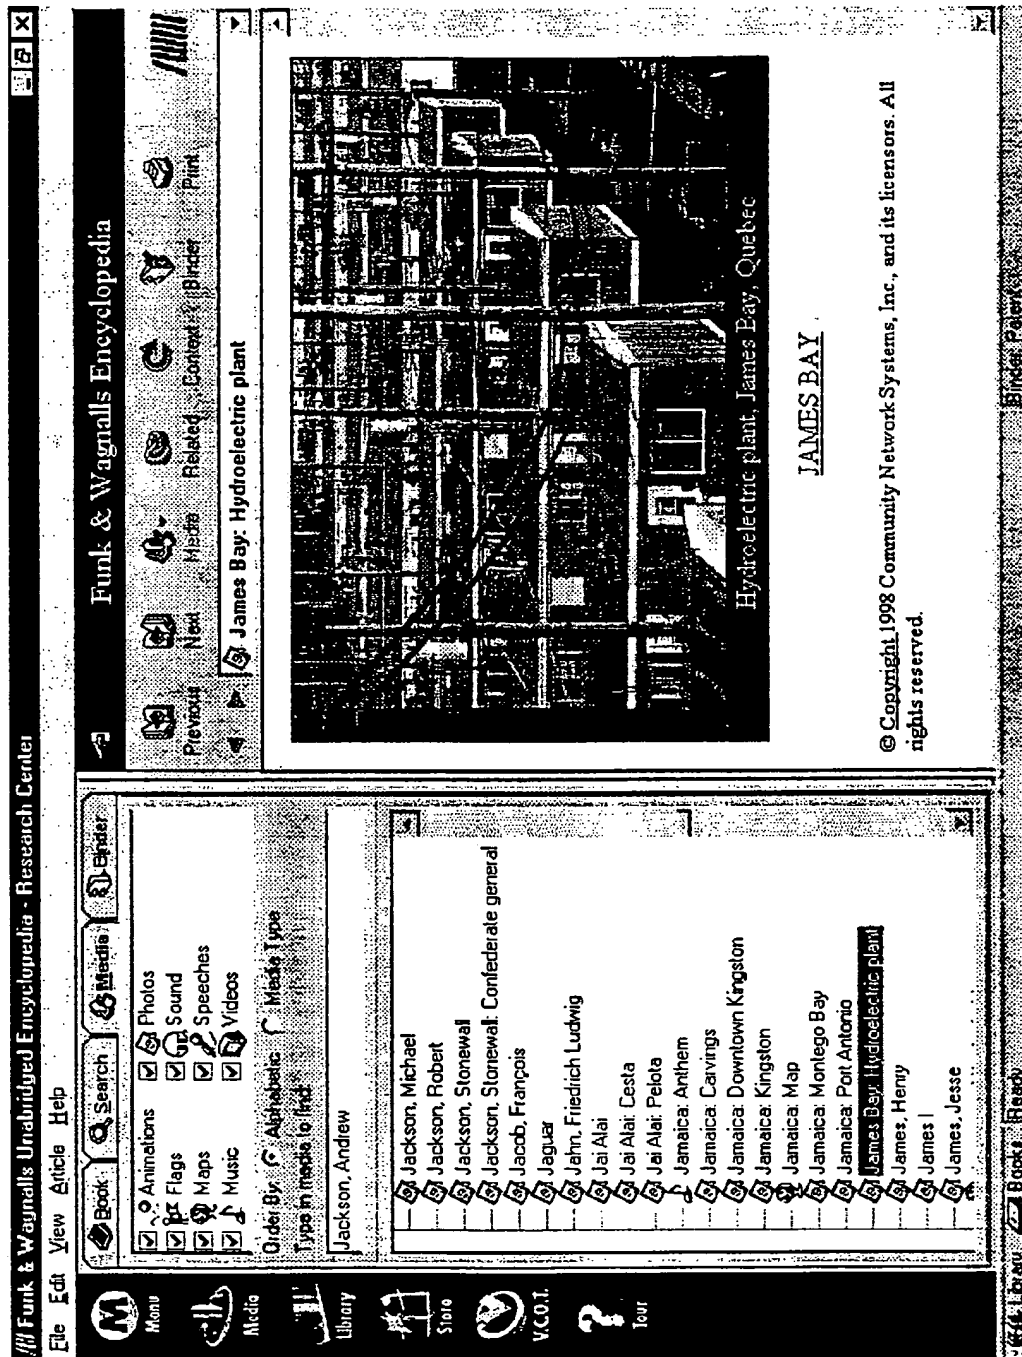 Funk & Wagnalls Unabridged Encyclopedia - Research Center
File Edit View Article Help
Menu
Media
Library
Store
V.C.O.T.
Tour
Book Search Media Binder
Animations Photos
Flags Sound
Maps Speeches
Music Videos
Order By: Alphabetic Media Type
Type in media to find:
Jackson, Andrew
Jackson, Michael
Jackson, Robert
Jackson, Stonewall
Jackson, Stonewall: Confederate general
Jacob, François
Jaguar
Jahn, Friedrich Ludwig
Jai Alai
Jai Alai: Cesta
Jai Alai: Pelota
Jamaica: Anthem
Jamaica: Carvings
Jamaica: Downtown Kingston
Jamaica: Kingston
Jamaica: Map
Jamaica: Montego Bay
Jamaica: Port Antonio
James Bay: Hydroelectric plant
James, Henry
James I
James, Jesse
Funk & Wagnalls Encyclopedia
Previous Next Media Related Context Binder Print
James Bay: Hydroelectric plant
Hydroelectric plant, James Bay, Quebec
JAMES BAY
© Copyright 1998 Community Network Systems, Inc., and its licensors. All
rights reserved.
Library Book Ready Binder: Patent